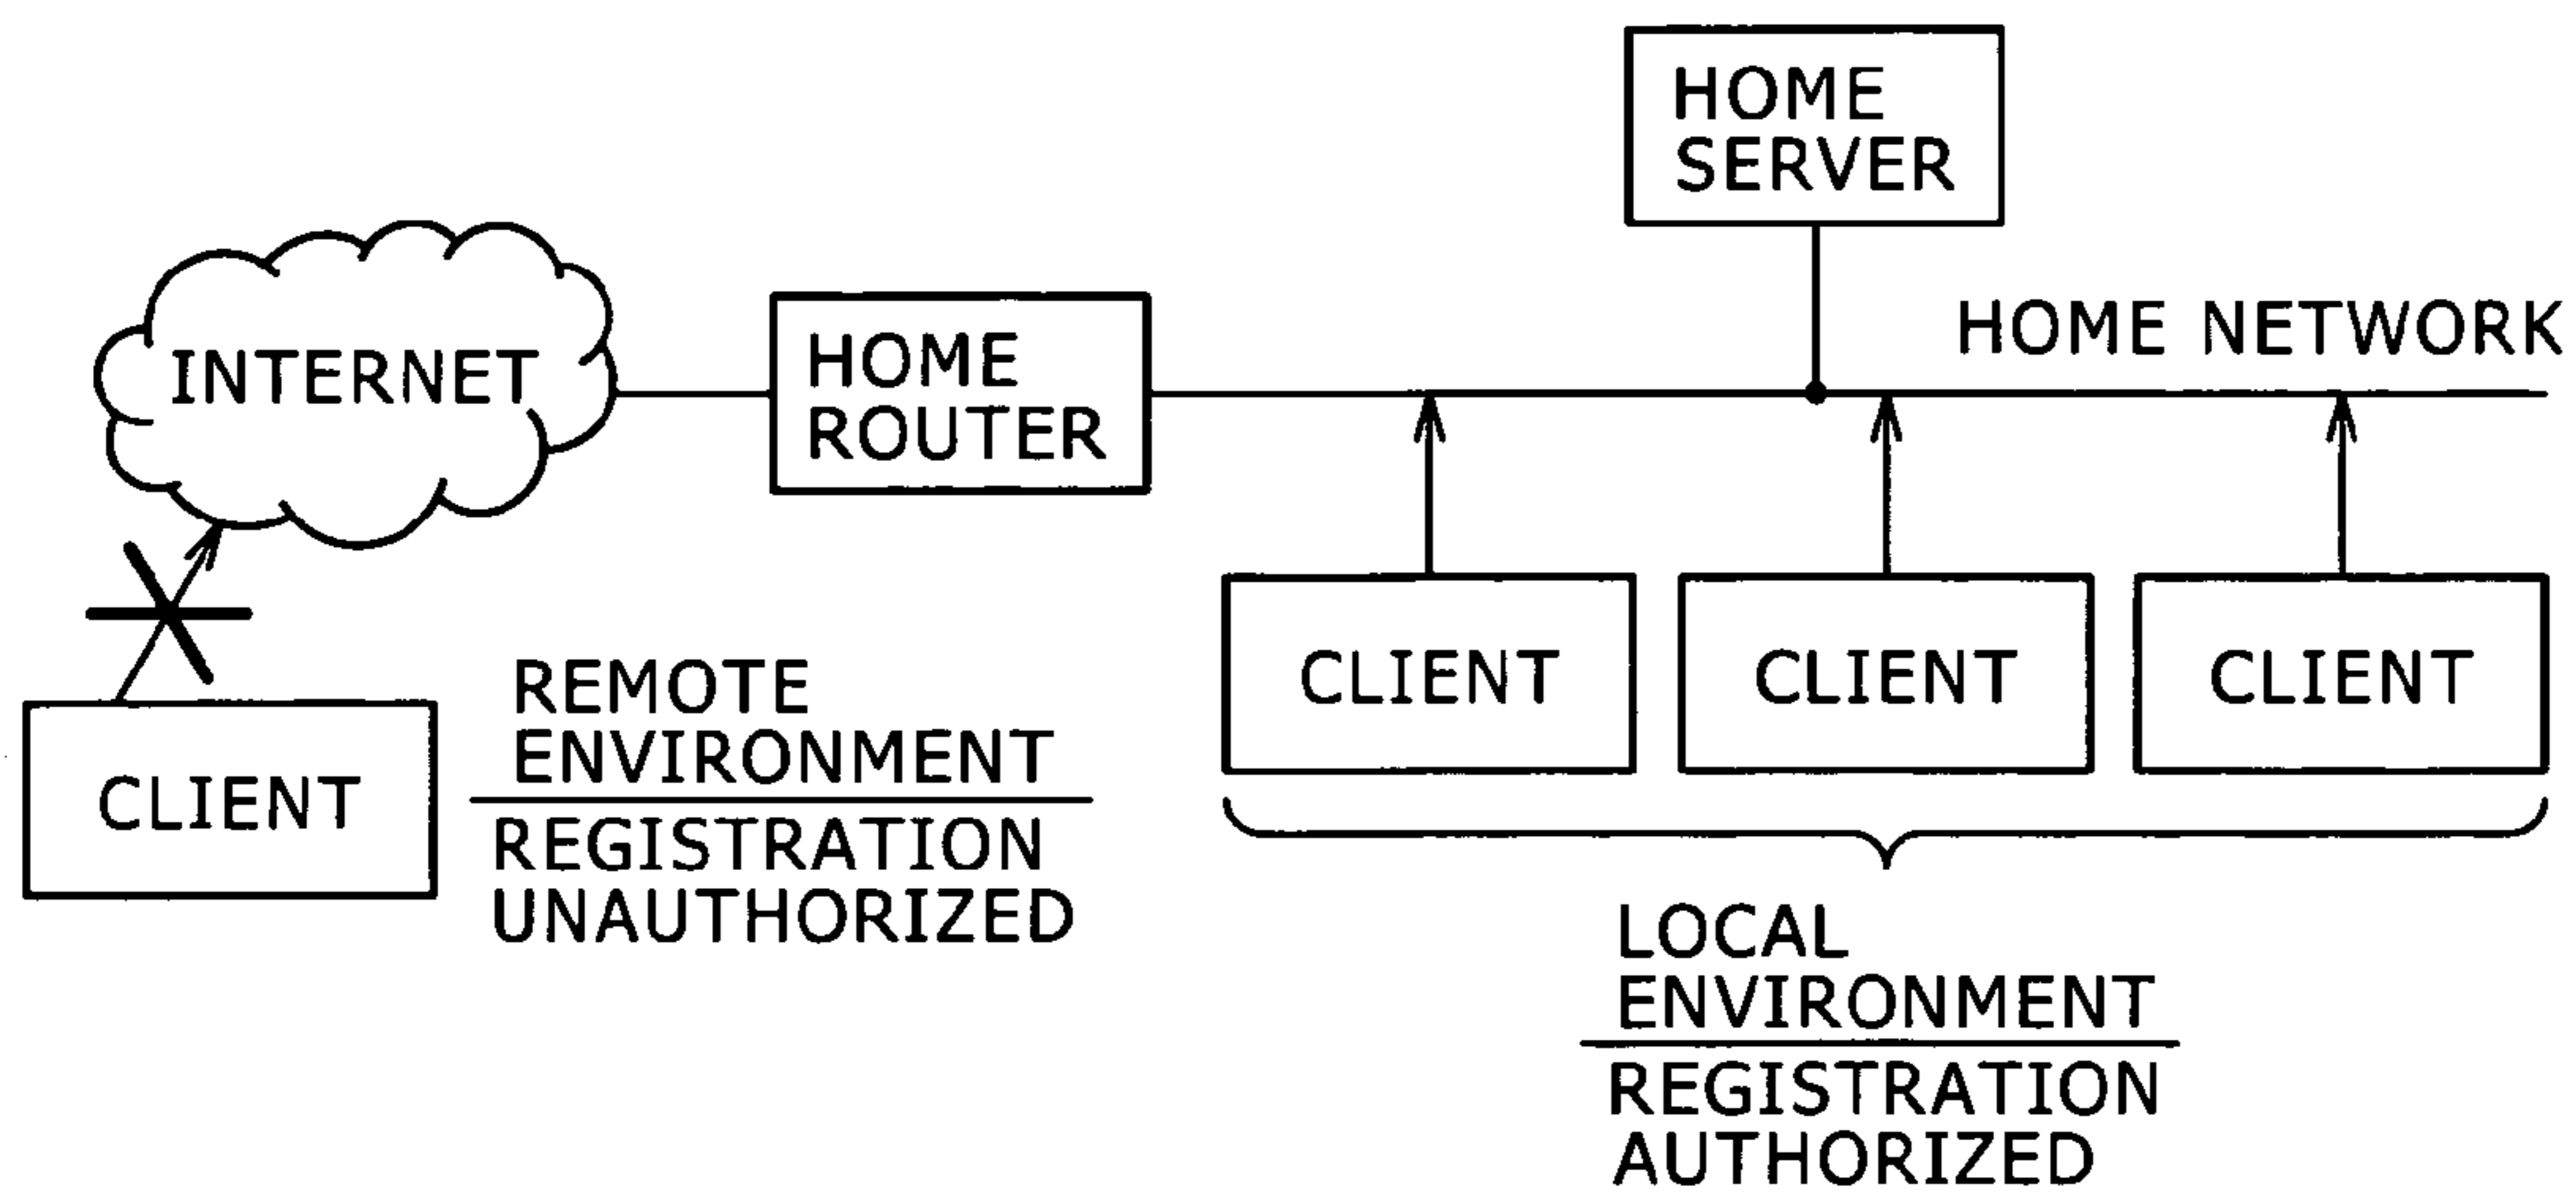 HOME
SERVER
HOME NETWORK
INTERNET
HOME
ROUTER
CLIENT
CLIENT
CLIENT
CLIENT
REMOTE
ENVIRONMENT
REGISTRATION
UNAUTHORIZED
LOCAL
ENVIRONMENT
REGISTRATION
AUTHORIZED